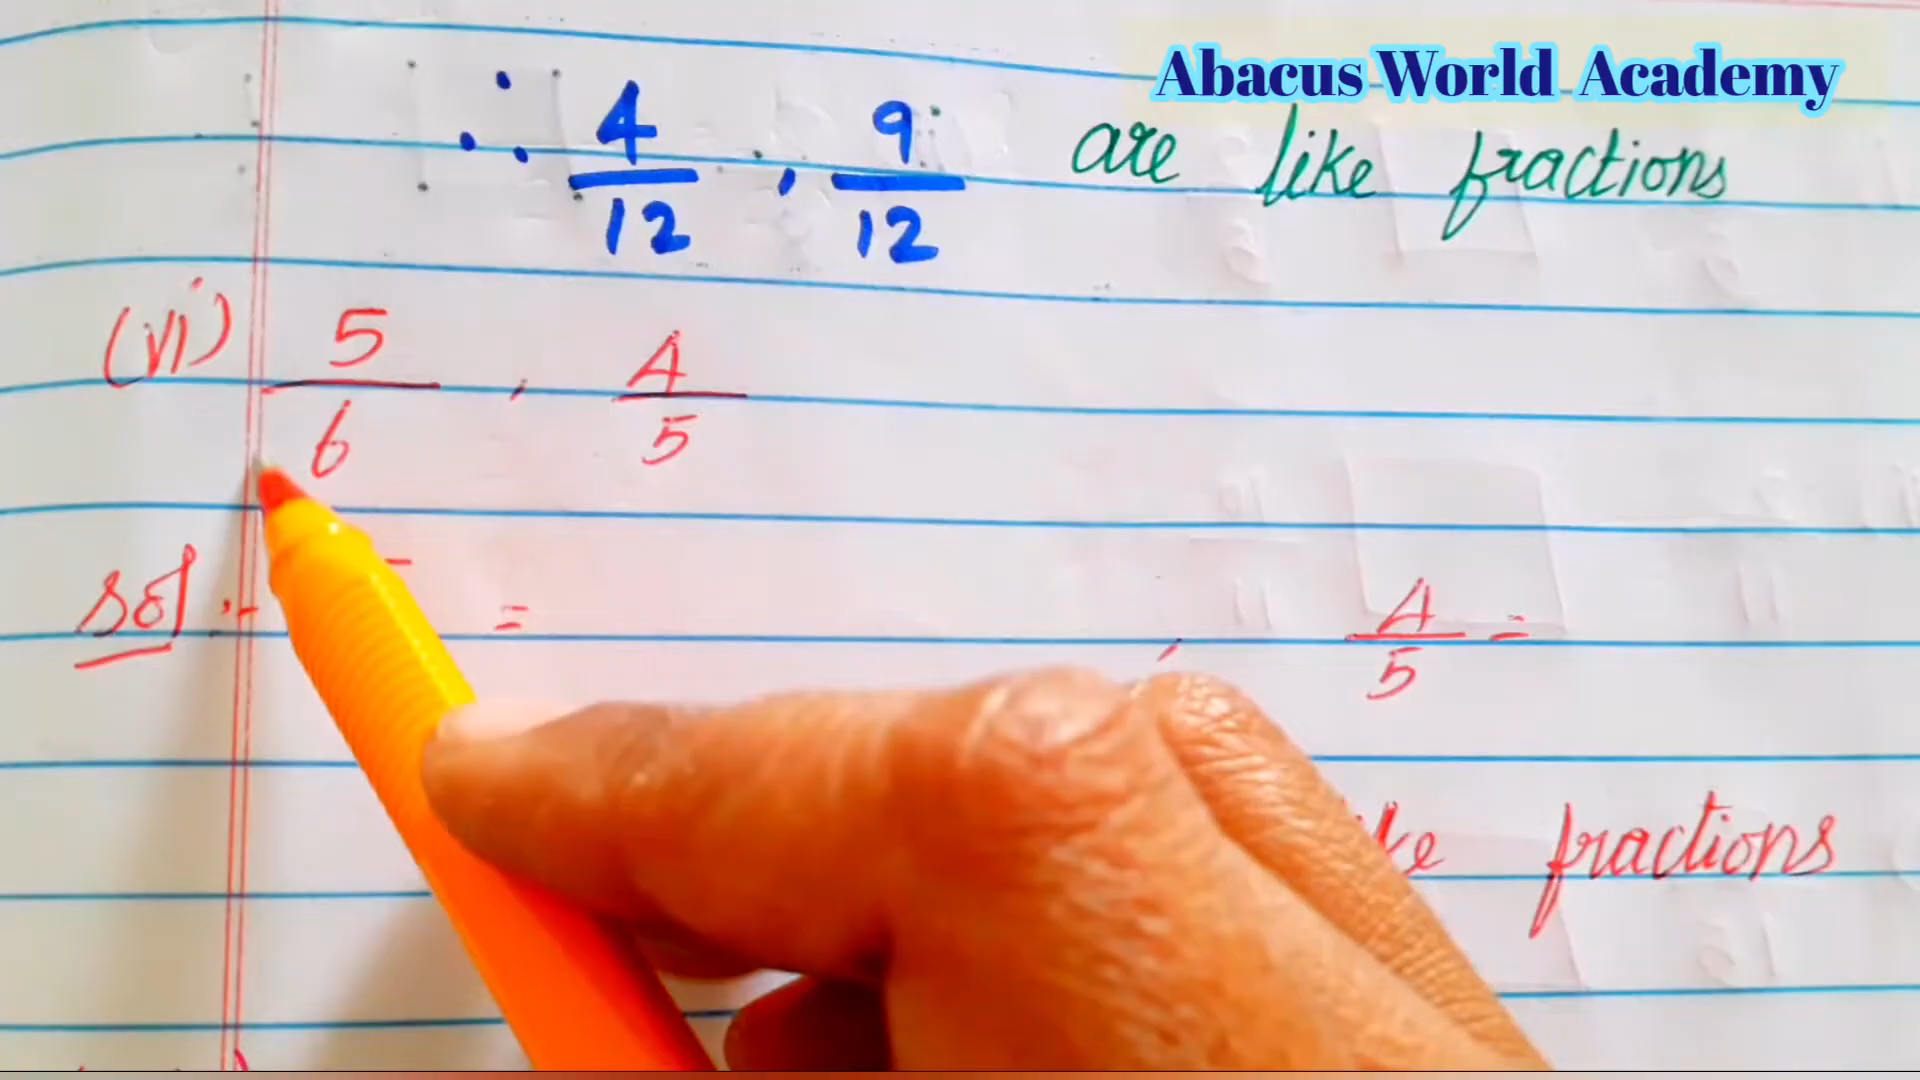 Abacus World Academy
∴ 4/12 , 9/12 are like fractions
(vi) 5/6 , 4/5
sol :- = , 4/5 =
fractions